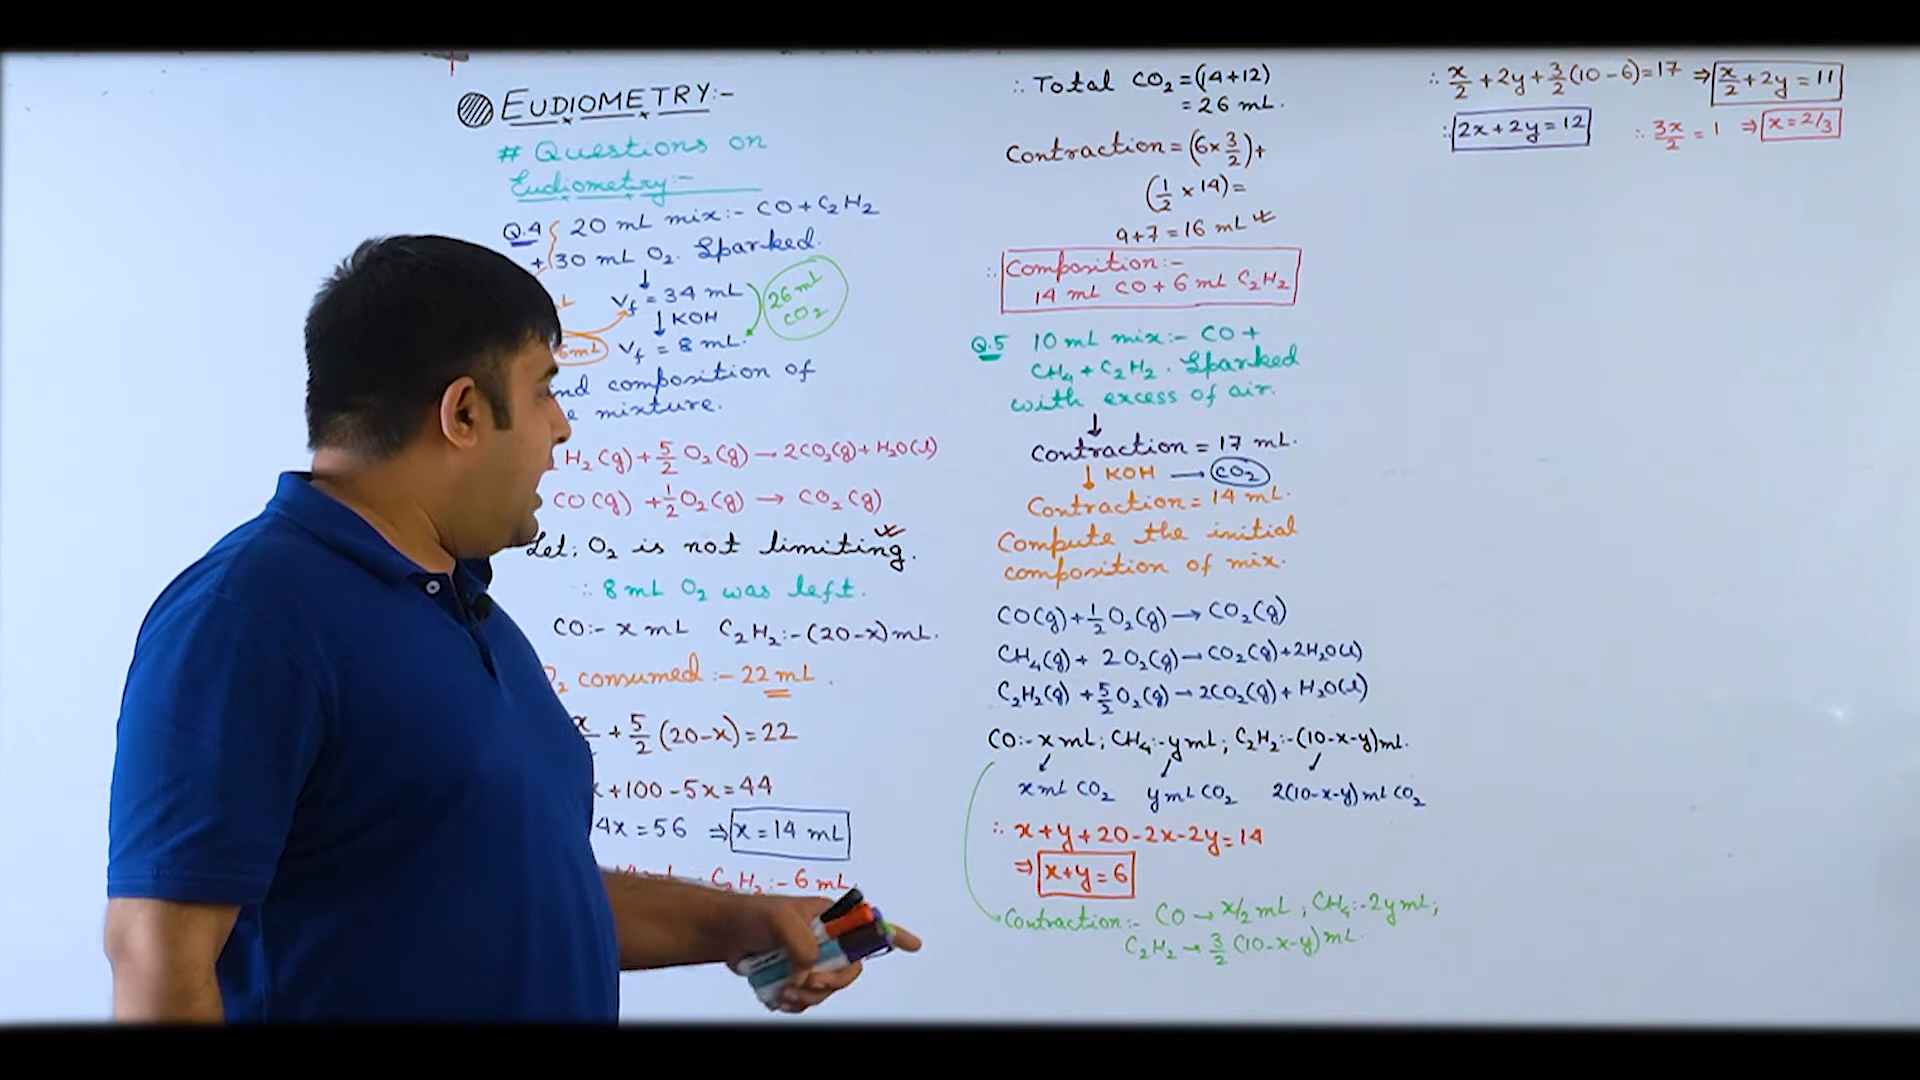 EUDIOMETRY:-
# Questions on
Eudiometry:-
Q.4 20 mL mix:- CO + C2H2
+ 30 mL O2. Sparked.
↓
Vf = 34 mL
↓ KOH
26 mL
CO2
Vf = 8 mL.
composition of
mixture.
H2(g) + 5/2 O2(g) → 2CO2(g) + H2O(l)
CO(g) + 1/2 O2(g) → CO2(g)
Let; O2 is not limiting.
∴ 8 mL O2 was left.
CO:- x mL C2H2:- (20-x) mL.
consumed:- 22 mL.
+ 5/2 (20-x) = 22
+100 - 5x = 44
4x = 56 ⇒ x = 14 mL
C2H2:- 6 mL.
∴ Total CO2 = (14+12)
= 26 mL.
Contraction = (6 × 3/2) +
(1/2 × 14) =
9+7 = 16 mL
∴ Composition:-
14 mL CO + 6 mL C2H2
Q.5 10 mL mix:- CO +
CH4 + C2H2. Sparked
with excess of air.
↓
Contraction = 17 mL.
↓ KOH → CO2
Contraction = 14 mL.
Compute the initial
composition of mix.
CO(g) + 1/2 O2(g) → CO2(g)
CH4(g) + 2O2(g) → CO2(g) + 2H2O(l)
C2H2(g) + 5/2 O2(g) → 2CO2(g) + H2O(l)
CO:- x mL; CH4:- y mL; C2H2:- (10-x-y) mL.
x mL CO2 y mL CO2 2(10-x-y) mL CO2
∴ x+y+20-2x-2y = 14
⇒ x+y = 6
Contraction:- CO → x/2 mL; CH4:- 2y mL;
C2H2 → 3/2 (10-x-y) mL.
∴ x/2 + 2y + 3/2 (10-6) = 17 ⇒ x/2 + 2y = 11
∴ 2x + 2y = 12 ∴ 3x/2 = 1 ⇒ x = 2/3